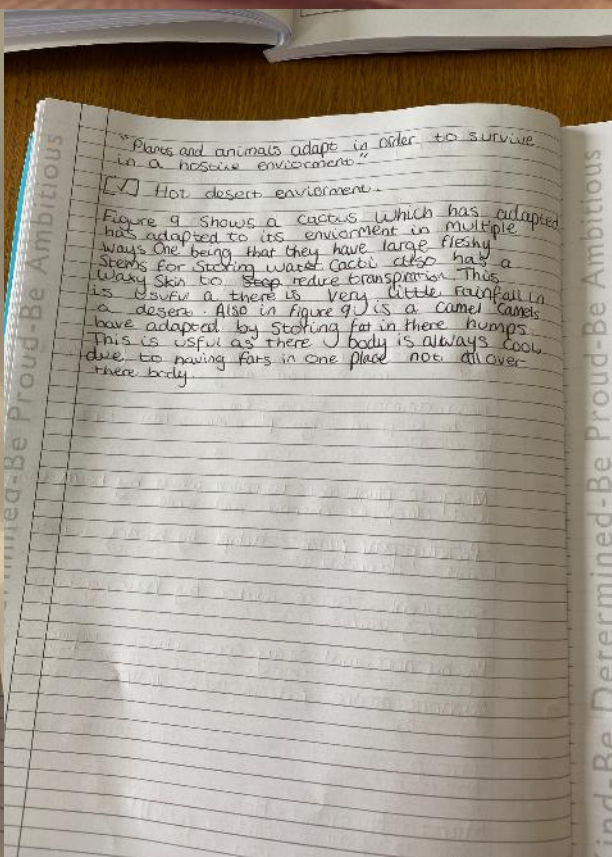 "Plants and animals adapt in order to survive
in a hostive enviorment."
[✓] Hot desert enviorment.
Figure 9 shows a cactus which has adapted
has adapted to its enviorment in multiple
ways One being that they have large fleshy
stems for storing water Cacti also has a
waxy skin to stop reduce transpiration This
is usuful a there is very little rainfall in
a desert. Also in figure 9 is a camel Camels
have adapted by storing fat in there humps.
This is usful as there body is always cool
due to having fats in one place not all over
there body.
Be Proud-Be Ambitious
Kind-Be Determined-Be Proud-Be Ambitious